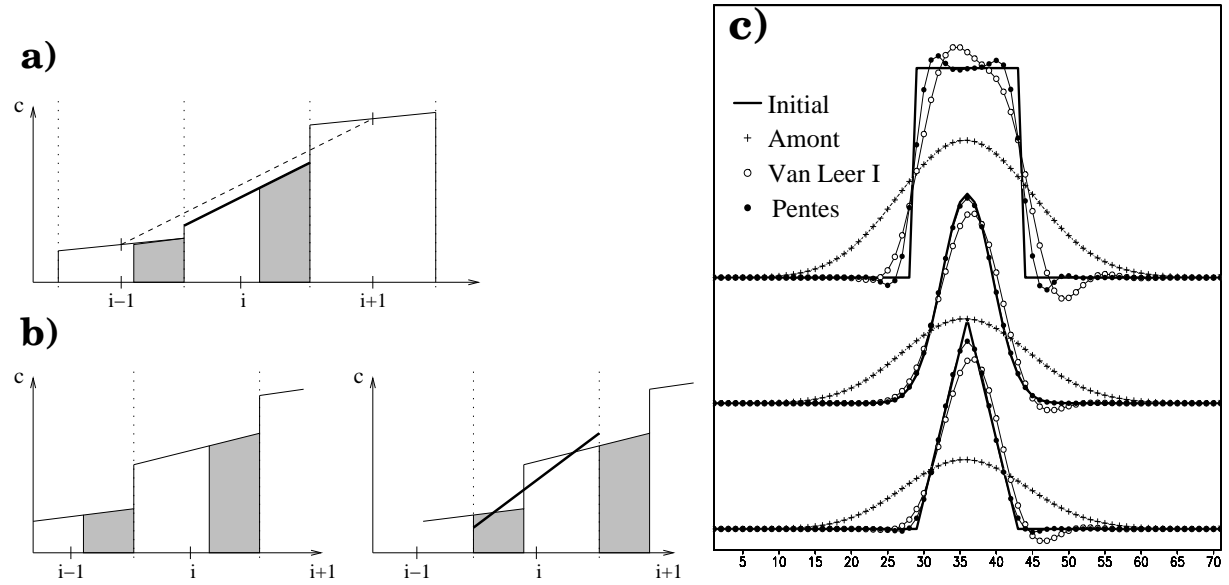 a)
c
i−1
i
i+1
b)
c
i−1
i
i+1
c
i−1
i
i+1
c)
Initial
Amont
Van Leer I
Pentes
5 10 15 20 25 30 35 40 45 50 55 60 65 70